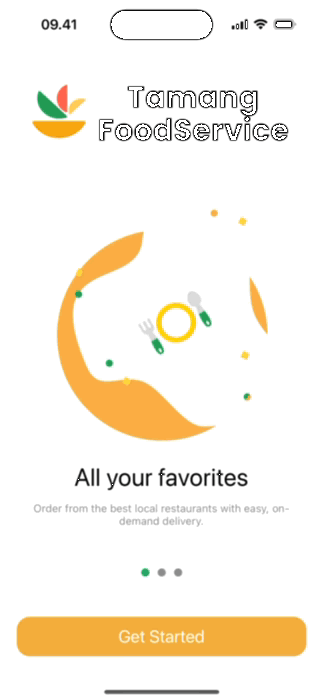 09.41
Tamang
FoodService
All your favorites
Order from the best local restaurants with easy, on-
demand delivery.
Get Started